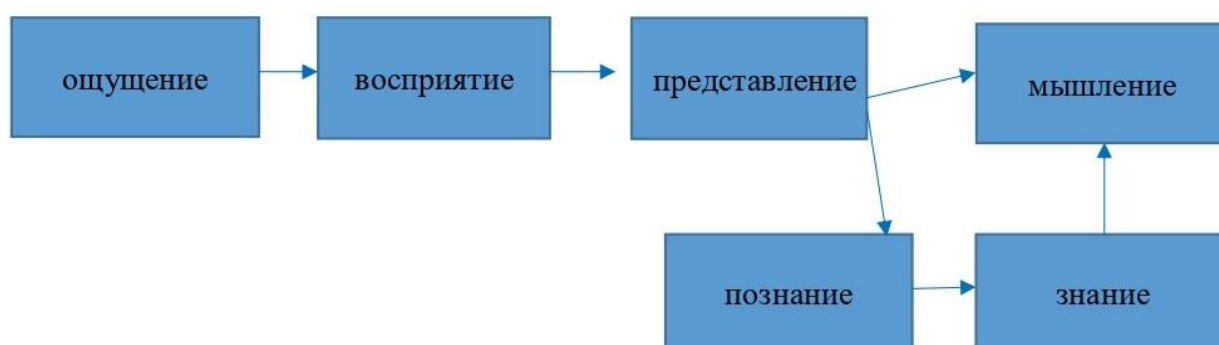 ощущение
восприятие
представление
мышление
познание
знание